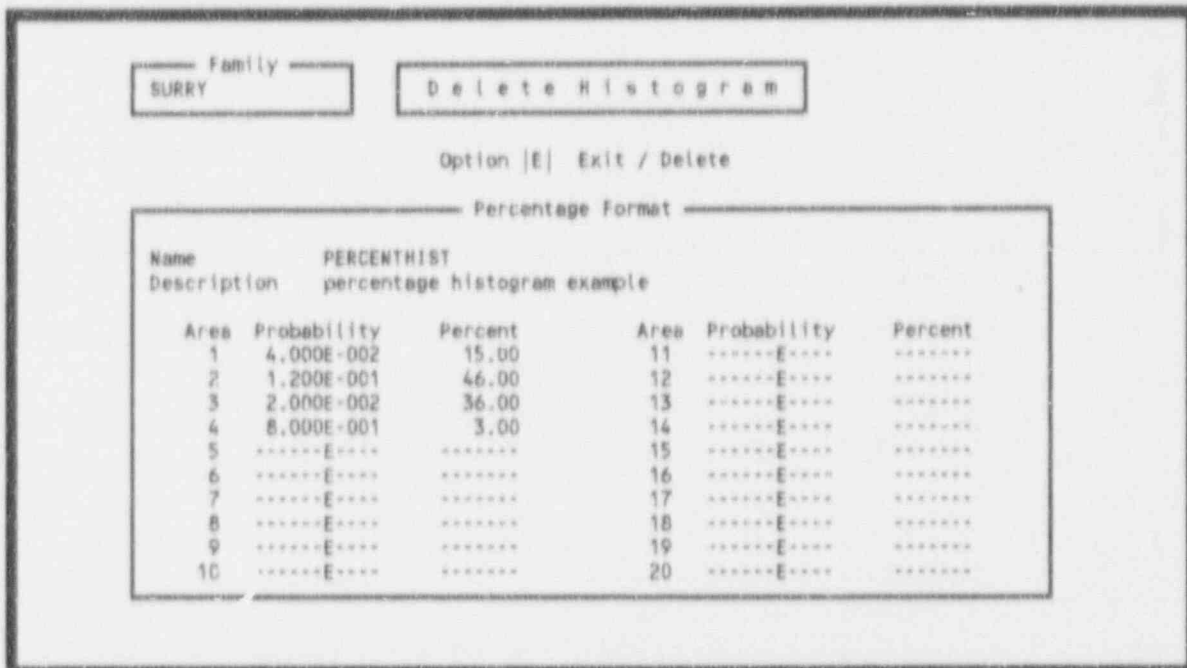 Family
SURRY
Delete Histogram
Option |E| Exit / Delete
Percentage Format
Name PERCENTHIST
Description percentage histogram example
Area Probability Percent Area Probability Percent
1 4.000E-002 15.00 11 ------E---- -------
2 1.200E-001 46.00 12 ------E---- -------
3 2.000E-002 36.00 13 ------E---- -------
4 8.000E-001 3.00 14 ------E---- -------
5 ------E---- ------- 15 ------E---- -------
6 ------E---- ------- 16 ------E---- -------
7 ------E---- ------- 17 ------E---- -------
8 ------E---- ------- 18 ------E---- -------
9 ------E---- ------- 19 ------E---- -------
10 ------E---- ------- 20 ------E---- -------